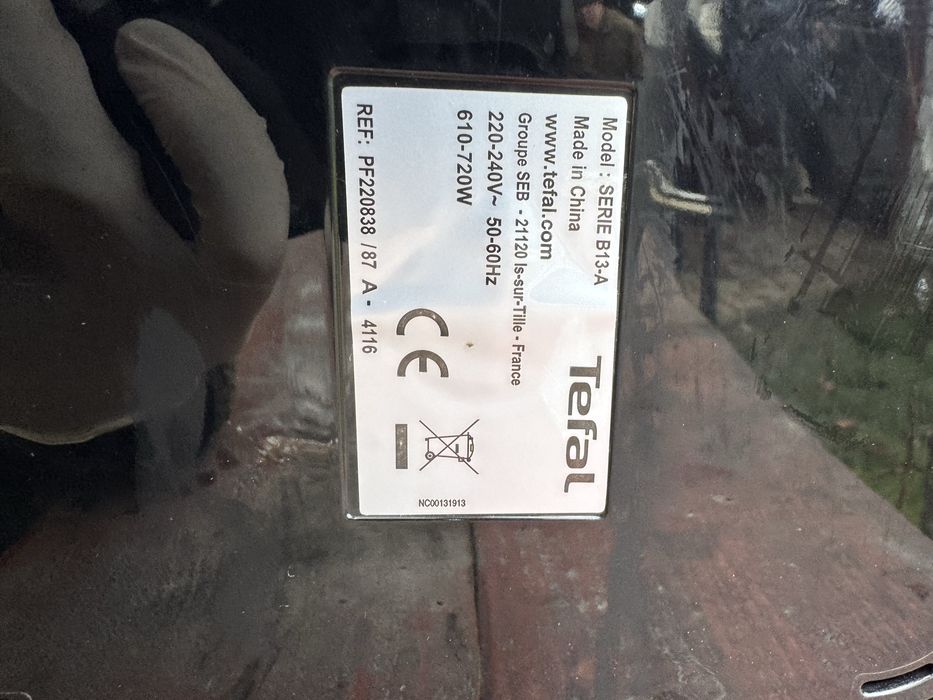 Model : SERIE B13-A
Made in China
www.tefal.com
Groupe SEB - 21120 Is-sur-Tille - France
220-240V~ 50-60Hz
610-720W
REF: PF220838 /87 A - 4116
Tefal
CE
NC00131913